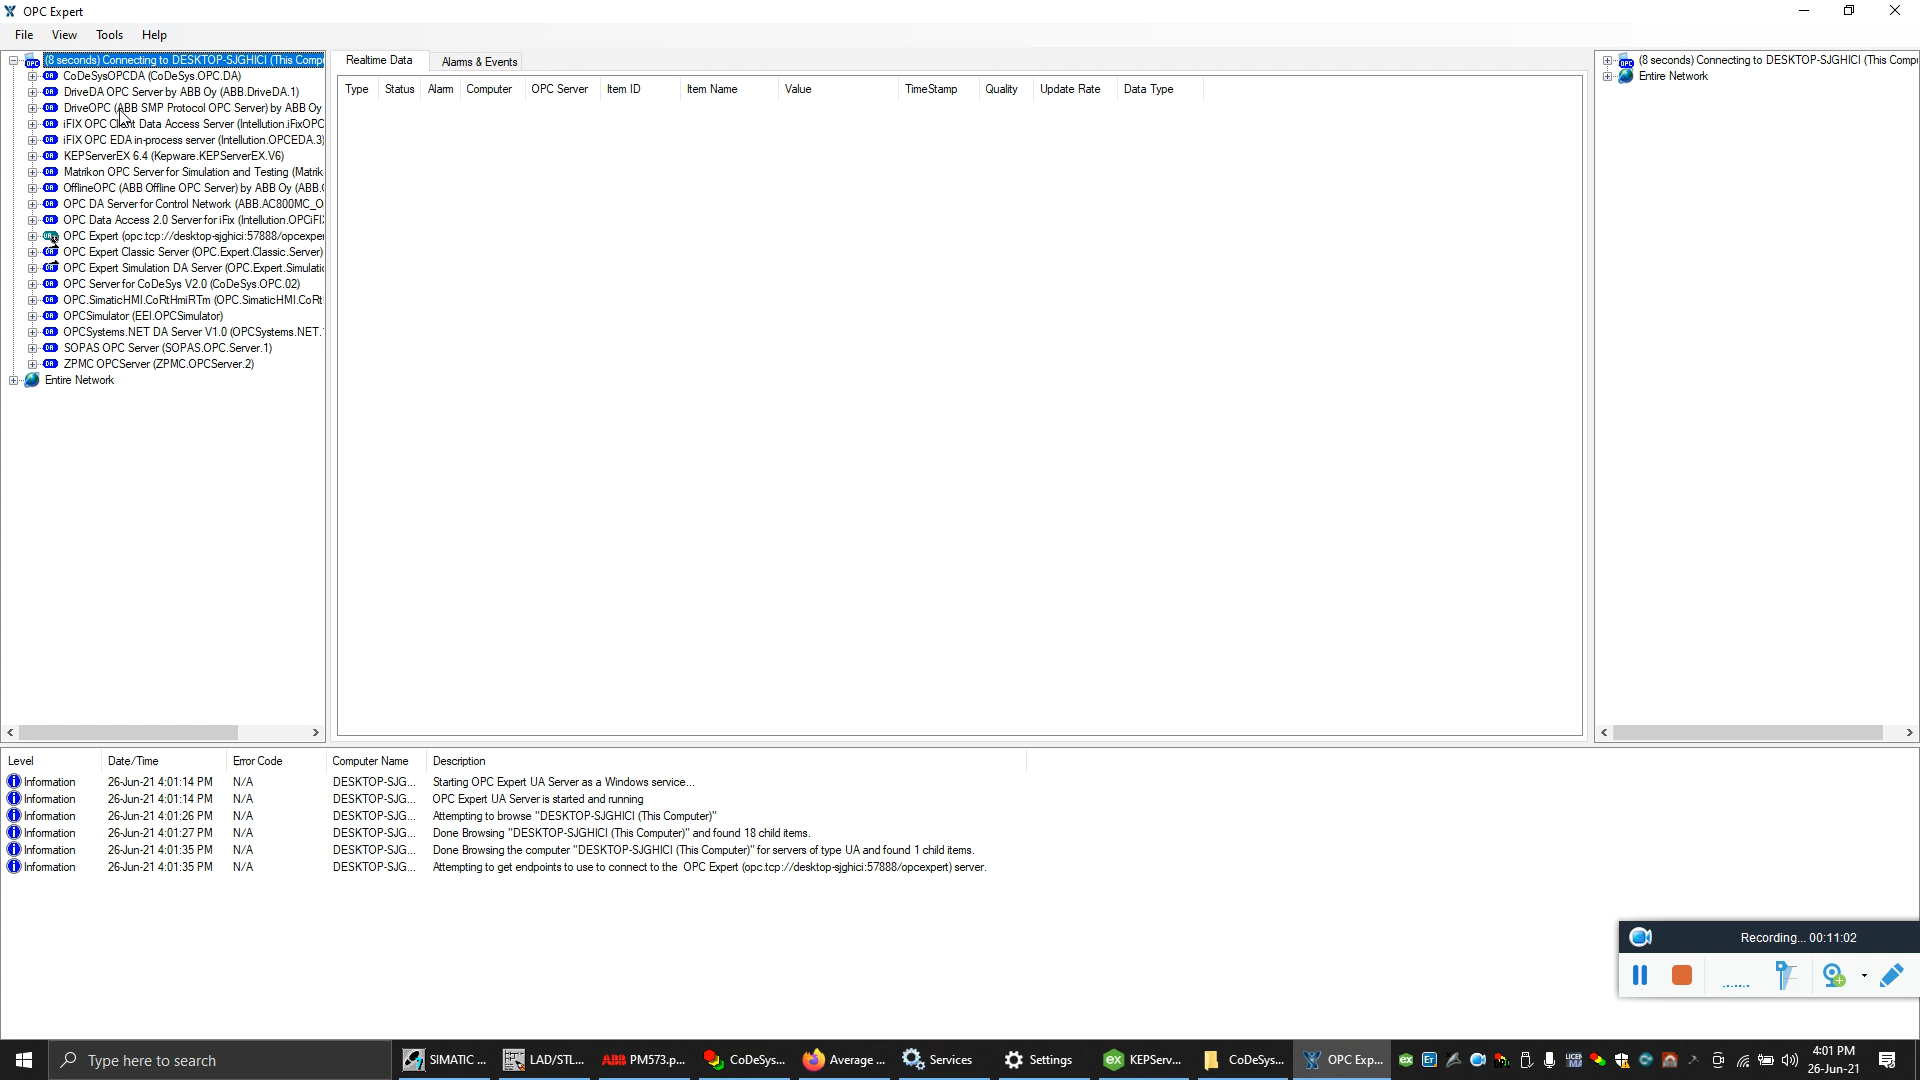 OPC Expert
File View Tools Help
(8 seconds) Connecting to DESKTOP-SJGHICI (This Comp
CoDeSysOPCDA (CoDeSys.OPC.DA)
DriveDA OPC Server by ABB Oy (ABB.DriveDA.1)
DriveOPC (ABB SMP Protocol OPC Server) by ABB Oy
iFIX OPC Client Data Access Server (Intellution.iFixOPC
iFIX OPC EDA in-process server (Intellution.OPCEDA.3)
KEPServerEX 6.4 (Kepware.KEPServerEX.V6)
Matrikon OPC Server for Simulation and Testing (Matrik
OfflineOPC (ABB Offline OPC Server) by ABB Oy (ABB.
OPC DA Server for Control Network (ABB.AC800MC_O
OPC Data Access 2.0 Server for iFix (Intellution.OPCiFI
OPC Expert (opc.tcp://desktop-sjghici:57888/opcexper
OPC Expert Classic Server (OPC.Expert.Classic.Server)
OPC Expert Simulation DA Server (OPC.Expert.Simulatio
OPC Server for CoDeSys V2.0 (CoDeSys.OPC.02)
OPC.SimaticHMI.CoRtHmiRTm (OPC.SimaticHMI.CoRt
OPCSimulator (EEI.OPCSimulator)
OPCSystems.NET DA Server V1.0 (OPCSystems.NET.
SOPAS OPC Server (SOPAS.OPC.Server.1)
ZPMC OPCServer (ZPMC.OPCServer.2)
Entire Network
Realtime Data Alarms & Events
Type Status Alarm Computer OPC Server Item ID Item Name Value TimeStamp Quality Update Rate Data Type
(8 seconds) Connecting to DESKTOP-SJGHICI (This Comp
Entire Network
Level Date/Time Error Code Computer Name Description
Information 26-Jun-21 4:01:14 PM N/A DESKTOP-SJG... Starting OPC Expert UA Server as a Windows service...
Information 26-Jun-21 4:01:14 PM N/A DESKTOP-SJG... OPC Expert UA Server is started and running
Information 26-Jun-21 4:01:26 PM N/A DESKTOP-SJG... Attempting to browse "DESKTOP-SJGHICI (This Computer)"
Information 26-Jun-21 4:01:27 PM N/A DESKTOP-SJG... Done Browsing "DESKTOP-SJGHICI (This Computer)" and found 18 child items.
Information 26-Jun-21 4:01:35 PM N/A DESKTOP-SJG... Done Browsing the computer "DESKTOP-SJGHICI (This Computer)" for servers of type UA and found 1 child items.
Information 26-Jun-21 4:01:35 PM N/A DESKTOP-SJG... Attempting to get endpoints to use to connect to the OPC Expert (opc.tcp://desktop-sjghici:57888/opcexpert) server.
Recording... 00:11:02
Type here to search
SIMATIC ... LAD/STL... ABB PM573.p... CoDeSys... Average ... Services Settings KEPServ... CoDeSys... OPC Exp...
4:01 PM
26-Jun-21